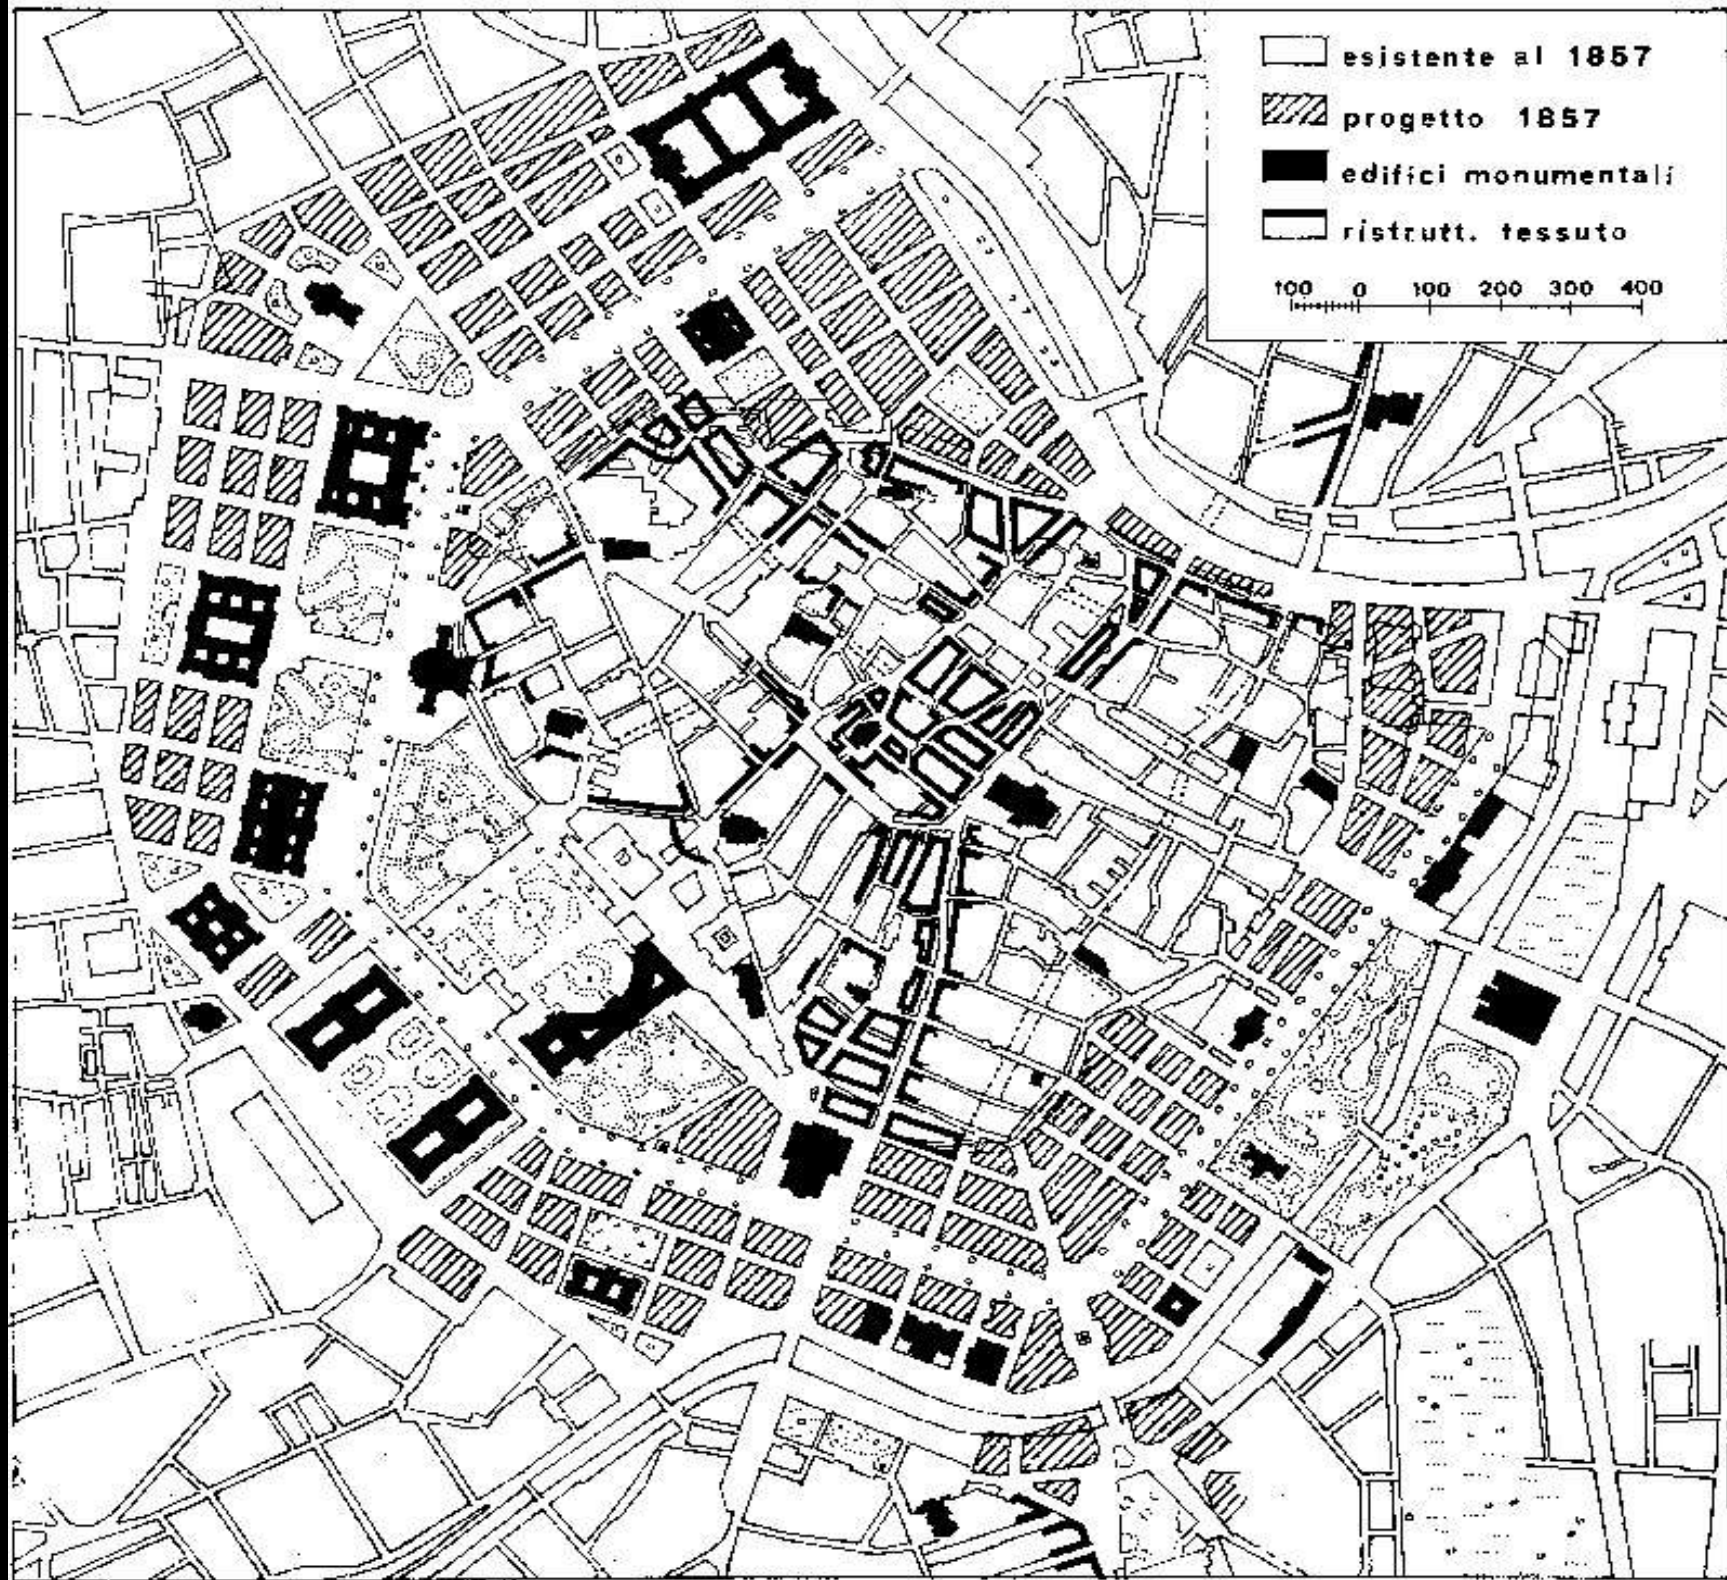 esistente al 1857
progetto 1857
edifici monumentali
ristrutt. tessuto
100 0 100 200 300 400